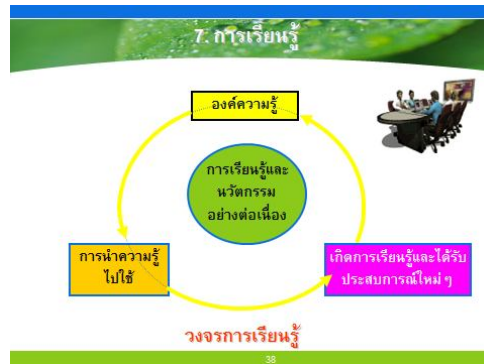 7. การเรียนรู้
องค์ความรู้
การเรียนรู้และ
นวัตกรรม
อย่างต่อเนื่อง
การนำความรู้
ไปใช้
เกิดการเรียนรู้และได้รับ
ประสบการณ์ใหม่ ๆ
วงจรการเรียนรู้
38